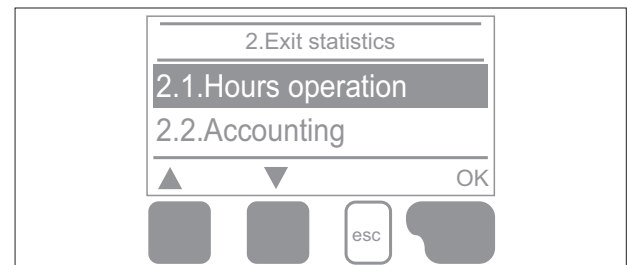 2.Exit statistics
2.1.Hours operation
2.2.Accounting
OK
esc